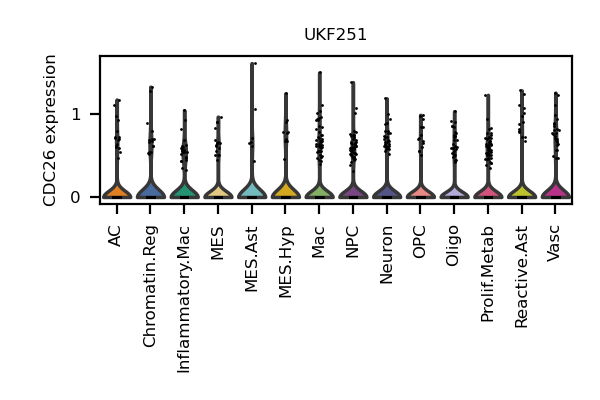 UKF251
CDC26 expression
1
0
AC
Chromatin.Reg
Inflammatory.Mac
MES
MES.Ast
MES.Hyp
Mac
NPC
Neuron
OPC
Oligo
Prolif.Metab
Reactive.Ast
Vasc